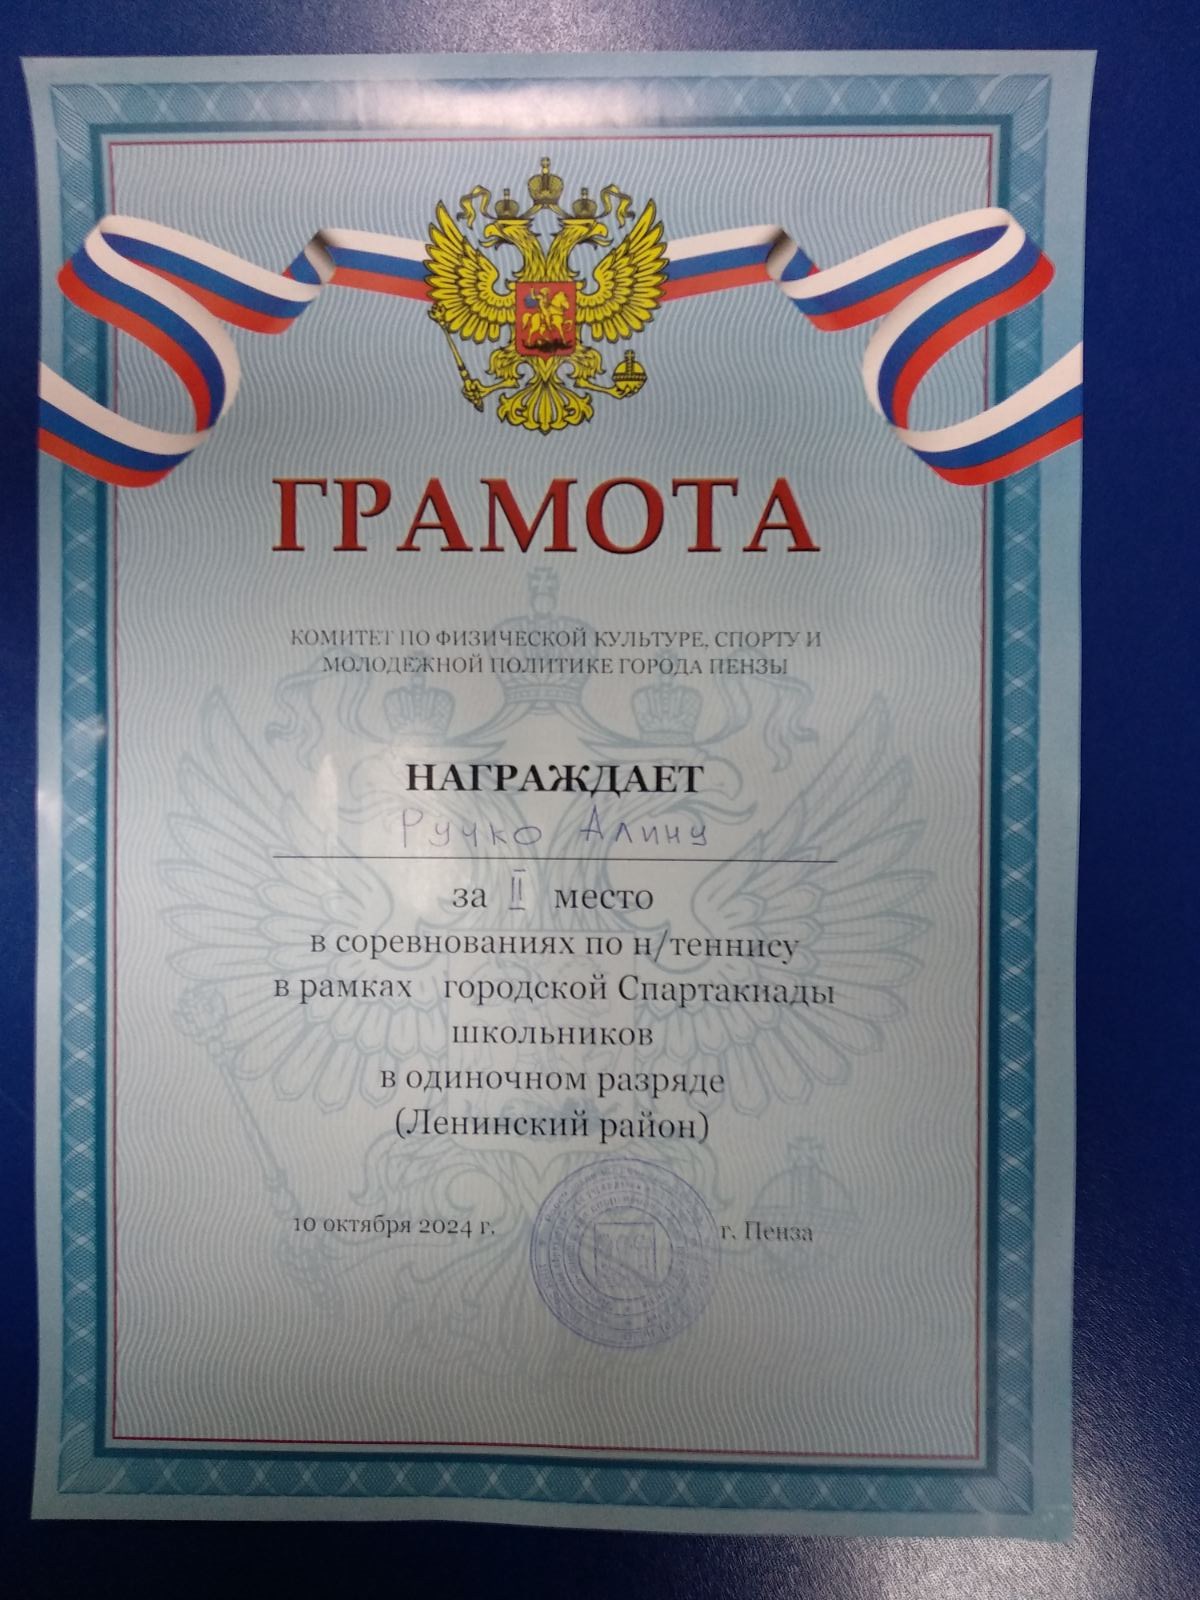 ГРАМОТА
КОМИТЕТ ПО ФИЗИЧЕСКОЙ КУЛЬТУРЕ, СПОРТУ И
МОЛОДЕЖНОЙ ПОЛИТИКЕ ГОРОДА ПЕНЗЫ
НАГРАЖДАЕТ
Ручко Алину
за II место
в соревнованиях по н/теннису
в рамках городской Спартакиады
школьников
в одиночном разряде
(Ленинский район)
10 октября 2024 г. г. Пенза